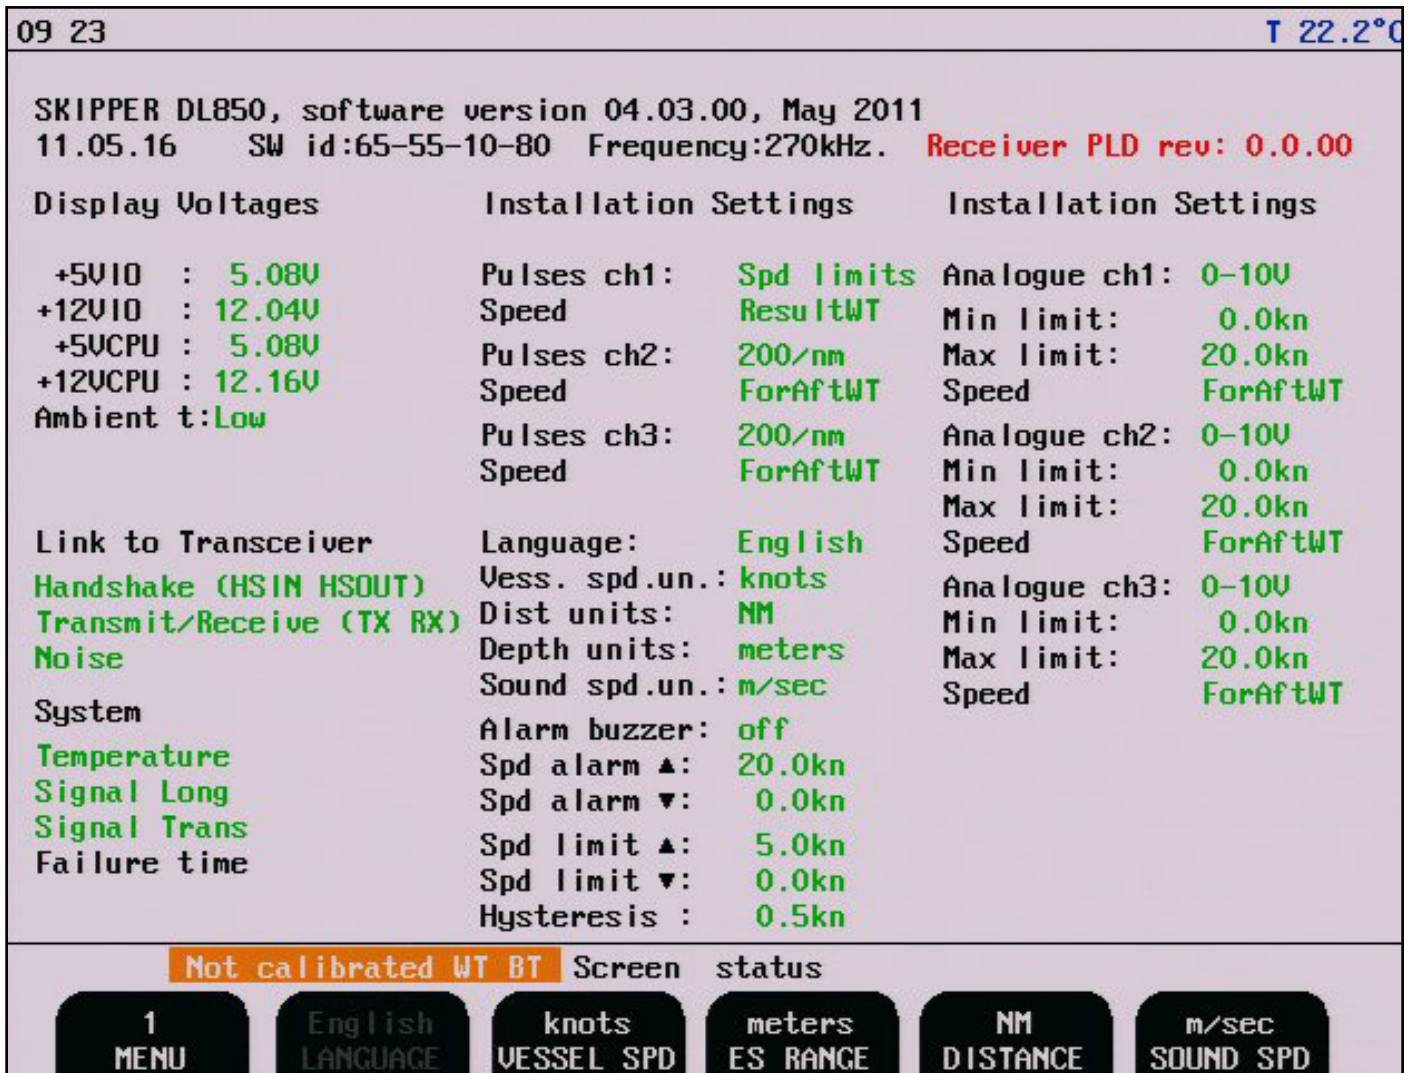 09 23
T 22.2°C
SKIPPER DL850, software version 04.03.00, May 2011
11.05.16 SW id:65-55-10-80 Frequency:270kHz. Receiver PLD rev: 0.0.00
Display Voltages
+5VIO : 5.08V
+12VIO : 12.04V
+5VCPU : 5.08V
+12VCPU : 12.16V
Ambient t:Low
Link to Transceiver
Handshake (HSIN HSOUT)
Transmit/Receive (TX RX)
Noise
System
Temperature
Signal Long
Signal Trans
Failure time
Installation Settings
Pulses ch1: Spd limits
Speed ResultWT
Pulses ch2: 200/nm
Speed ForAftWT
Pulses ch3: 200/nm
Speed ForAftWT
Language: English
Vess. spd.un.: knots
Dist units: NM
Depth units: meters
Sound spd.un.: m/sec
Alarm buzzer: off
Spd alarm ▲: 20.0kn
Spd alarm ▼: 0.0kn
Spd limit ▲: 5.0kn
Spd limit ▼: 0.0kn
Hysteresis : 0.5kn
Installation Settings
Analogue ch1: 0-10V
Min limit: 0.0kn
Max limit: 20.0kn
Speed ForAftWT
Analogue ch2: 0-10V
Min limit: 0.0kn
Max limit: 20.0kn
Speed ForAftWT
Analogue ch3: 0-10V
Min limit: 0.0kn
Max limit: 20.0kn
Speed ForAftWT
Not calibrated WT BT Screen status
1
MENU
English
LANGUAGE
knots
VESSEL SPD
meters
ES RANGE
NM
DISTANCE
m/sec
SOUND SPD